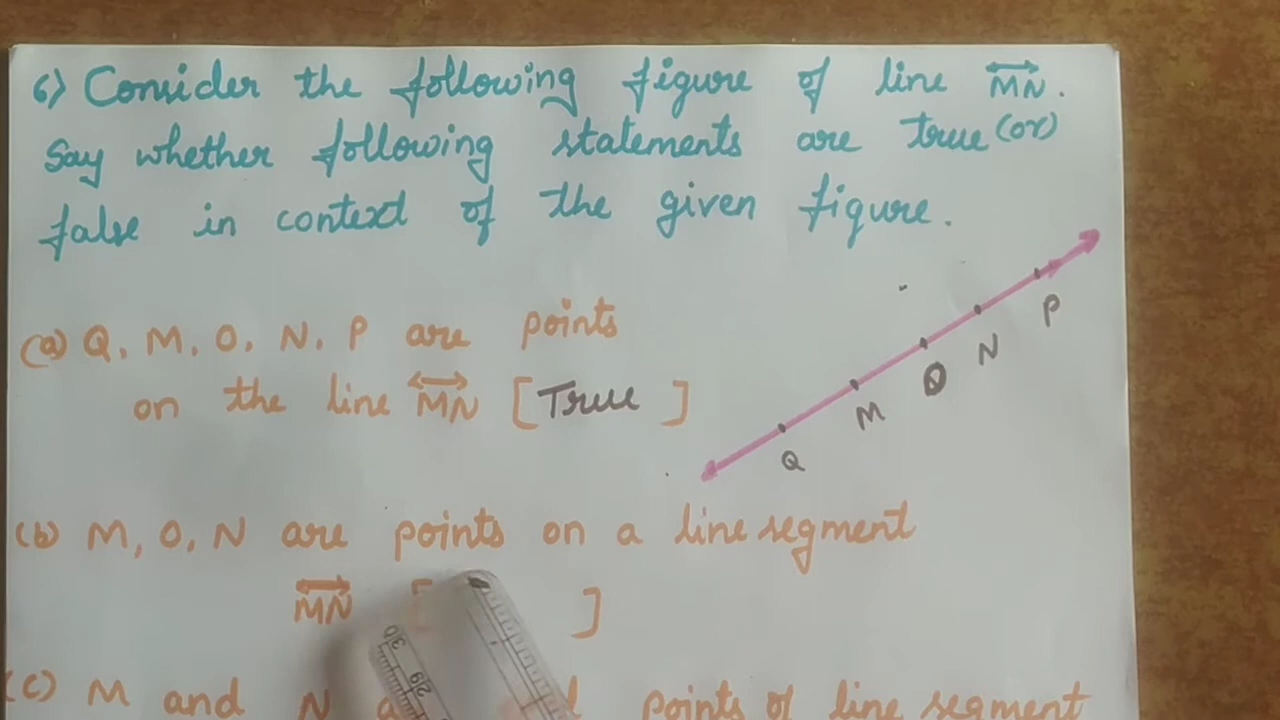 6) Consider the following figure of line MN.
Say whether following statements are true (or)
false in context of the given figure.
(a) Q, M, O, N, P are points
on the line MN [True]
(b) M, O, N are points on a line segment
MN [ ]
(c) M and N points of line segment
Q
M
O
N
P
30
29